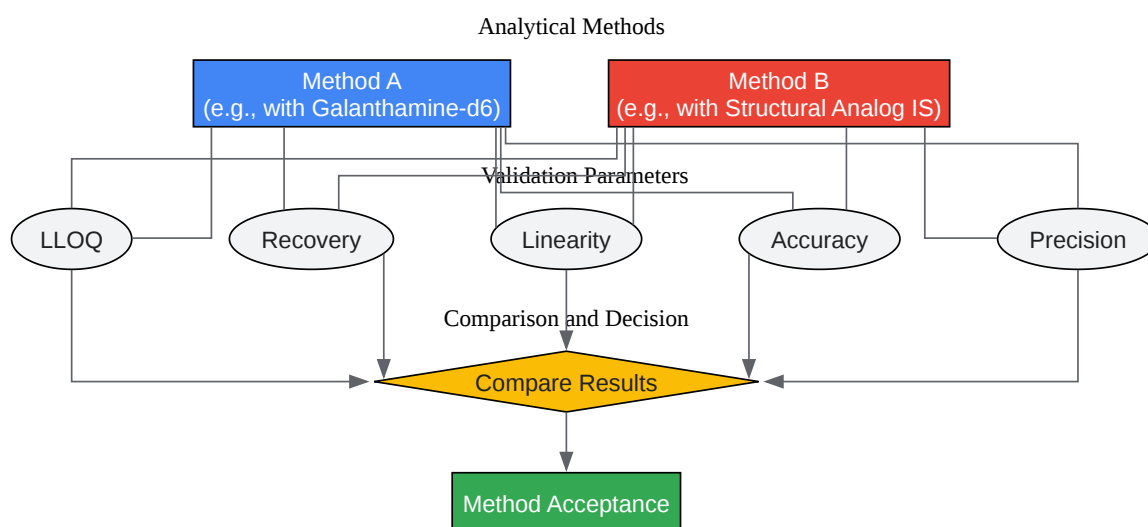 Analytical Methods
Method A
(e.g., with Galanthamine-d6)
Method B
(e.g., with Structural Analog IS)
Validation Parameters
LLOQ
Recovery
Linearity
Accuracy
Precision
Comparison and Decision
Compare Results
Method Acceptance